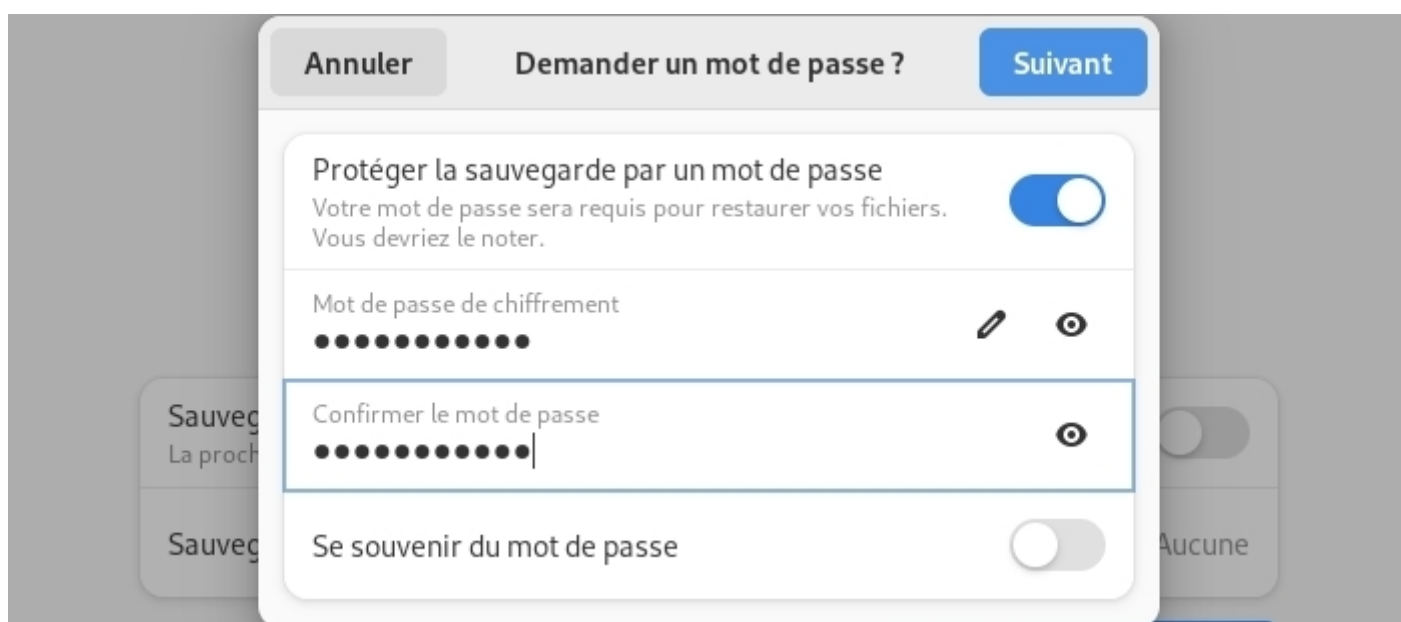 Annuler
Demander un mot de passe ?
Suivant
Protéger la sauvegarde par un mot de passe
Votre mot de passe sera requis pour restaurer vos fichiers.
Vous devriez le noter.
Mot de passe de chiffrement
●●●●●●●●●●●
Confirmer le mot de passe
●●●●●●●●●●●
Se souvenir du mot de passe
La
Aucune